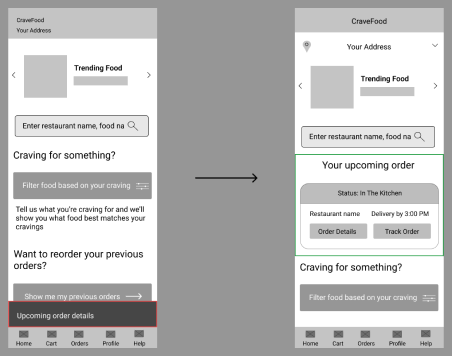 CraveFood
Your Address
Trending Food
Enter restaurant name, food na
Craving for something?
Filter food based on your craving
Tell us what you're craving for and we'll
show you what food best matches your
cravings
Want to reorder your previous
orders?
Show me my previous orders
Upcoming order details
Home Cart Orders Profile Help
CraveFood
Your Address
Trending Food
Enter restaurant name, food na
Your upcoming order
Status: In The Kitchen
Restaurant name Delivery by 3:00 PM
Order Details Track Order
Craving for something?
Filter food based on your craving
Home Cart Orders Profile Help